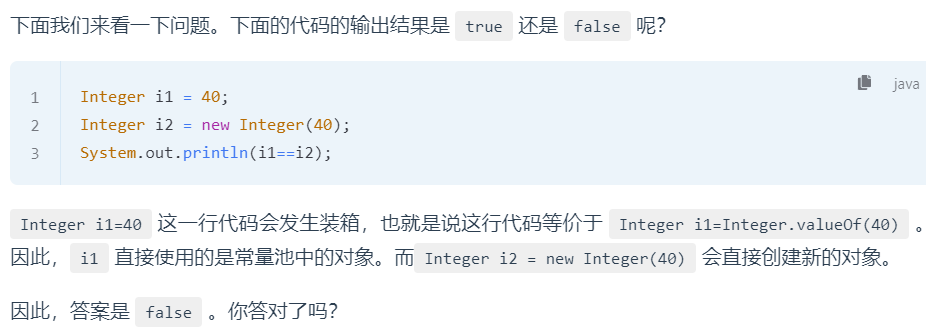 下面我们来看一下问题。下面的代码的输出结果是 true 还是 false 呢？
java
1 Integer i1 = 40;
2 Integer i2 = new Integer(40);
3 System.out.println(i1==i2);
Integer i1=40 这一行代码会发生装箱，也就是说这行代码等价于 Integer i1=Integer.valueOf(40) 。
因此， i1 直接使用的是常量池中的对象。而 Integer i2 = new Integer(40) 会直接创建新的对象。
因此，答案是 false 。你答对了吗？